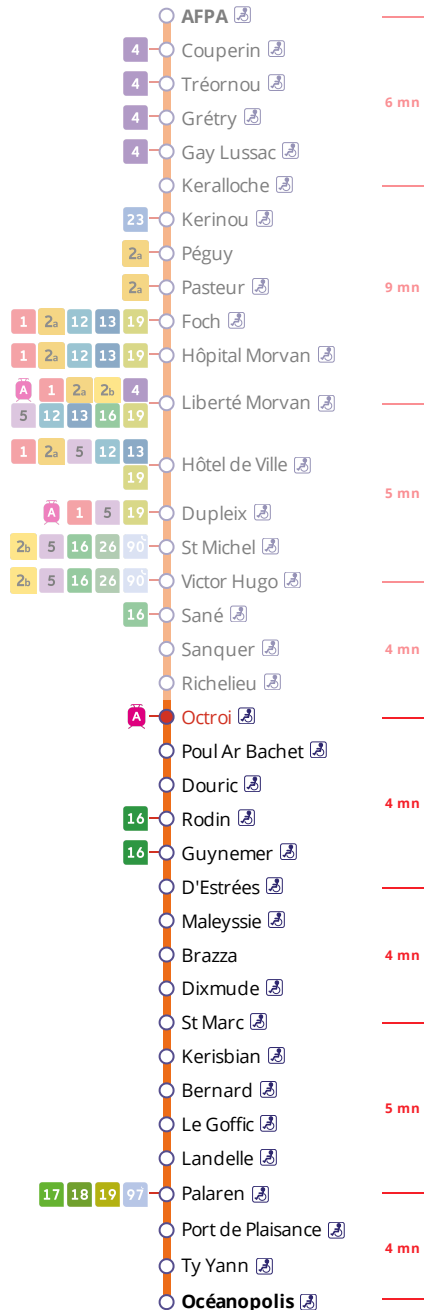 AFPA
4 Couperin
4 Tréornou
6 mn
4 Grétry
4 Gay Lussac
Keralloche
23 Kerinou
2a Péguy
2a Pasteur
9 mn
1 2a 12 13 19 Foch
1 2a 12 13 19 Hôpital Morvan
A 1 2a 2b 4
Liberté Morvan
5 12 13 16 19
1 2a 5 12 13
Hôtel de Ville
19
5 mn
A 1 5 19 Dupleix
2b 5 16 26 90 St Michel
2b 5 16 26 90 Victor Hugo
16 Sané
Sanquer
4 mn
Richelieu
A Octroi
Poul Ar Bachet
Douric
4 mn
16 Rodin
16 Guynemer
D'Estrées
Maleyssie
Brazza
4 mn
Dixmude
St Marc
Kerisbian
Bernard
5 mn
Le Goffic
Landelle
17 18 19 97 Palaren
Port de Plaisance
4 mn
Ty Yann
Océanopolis